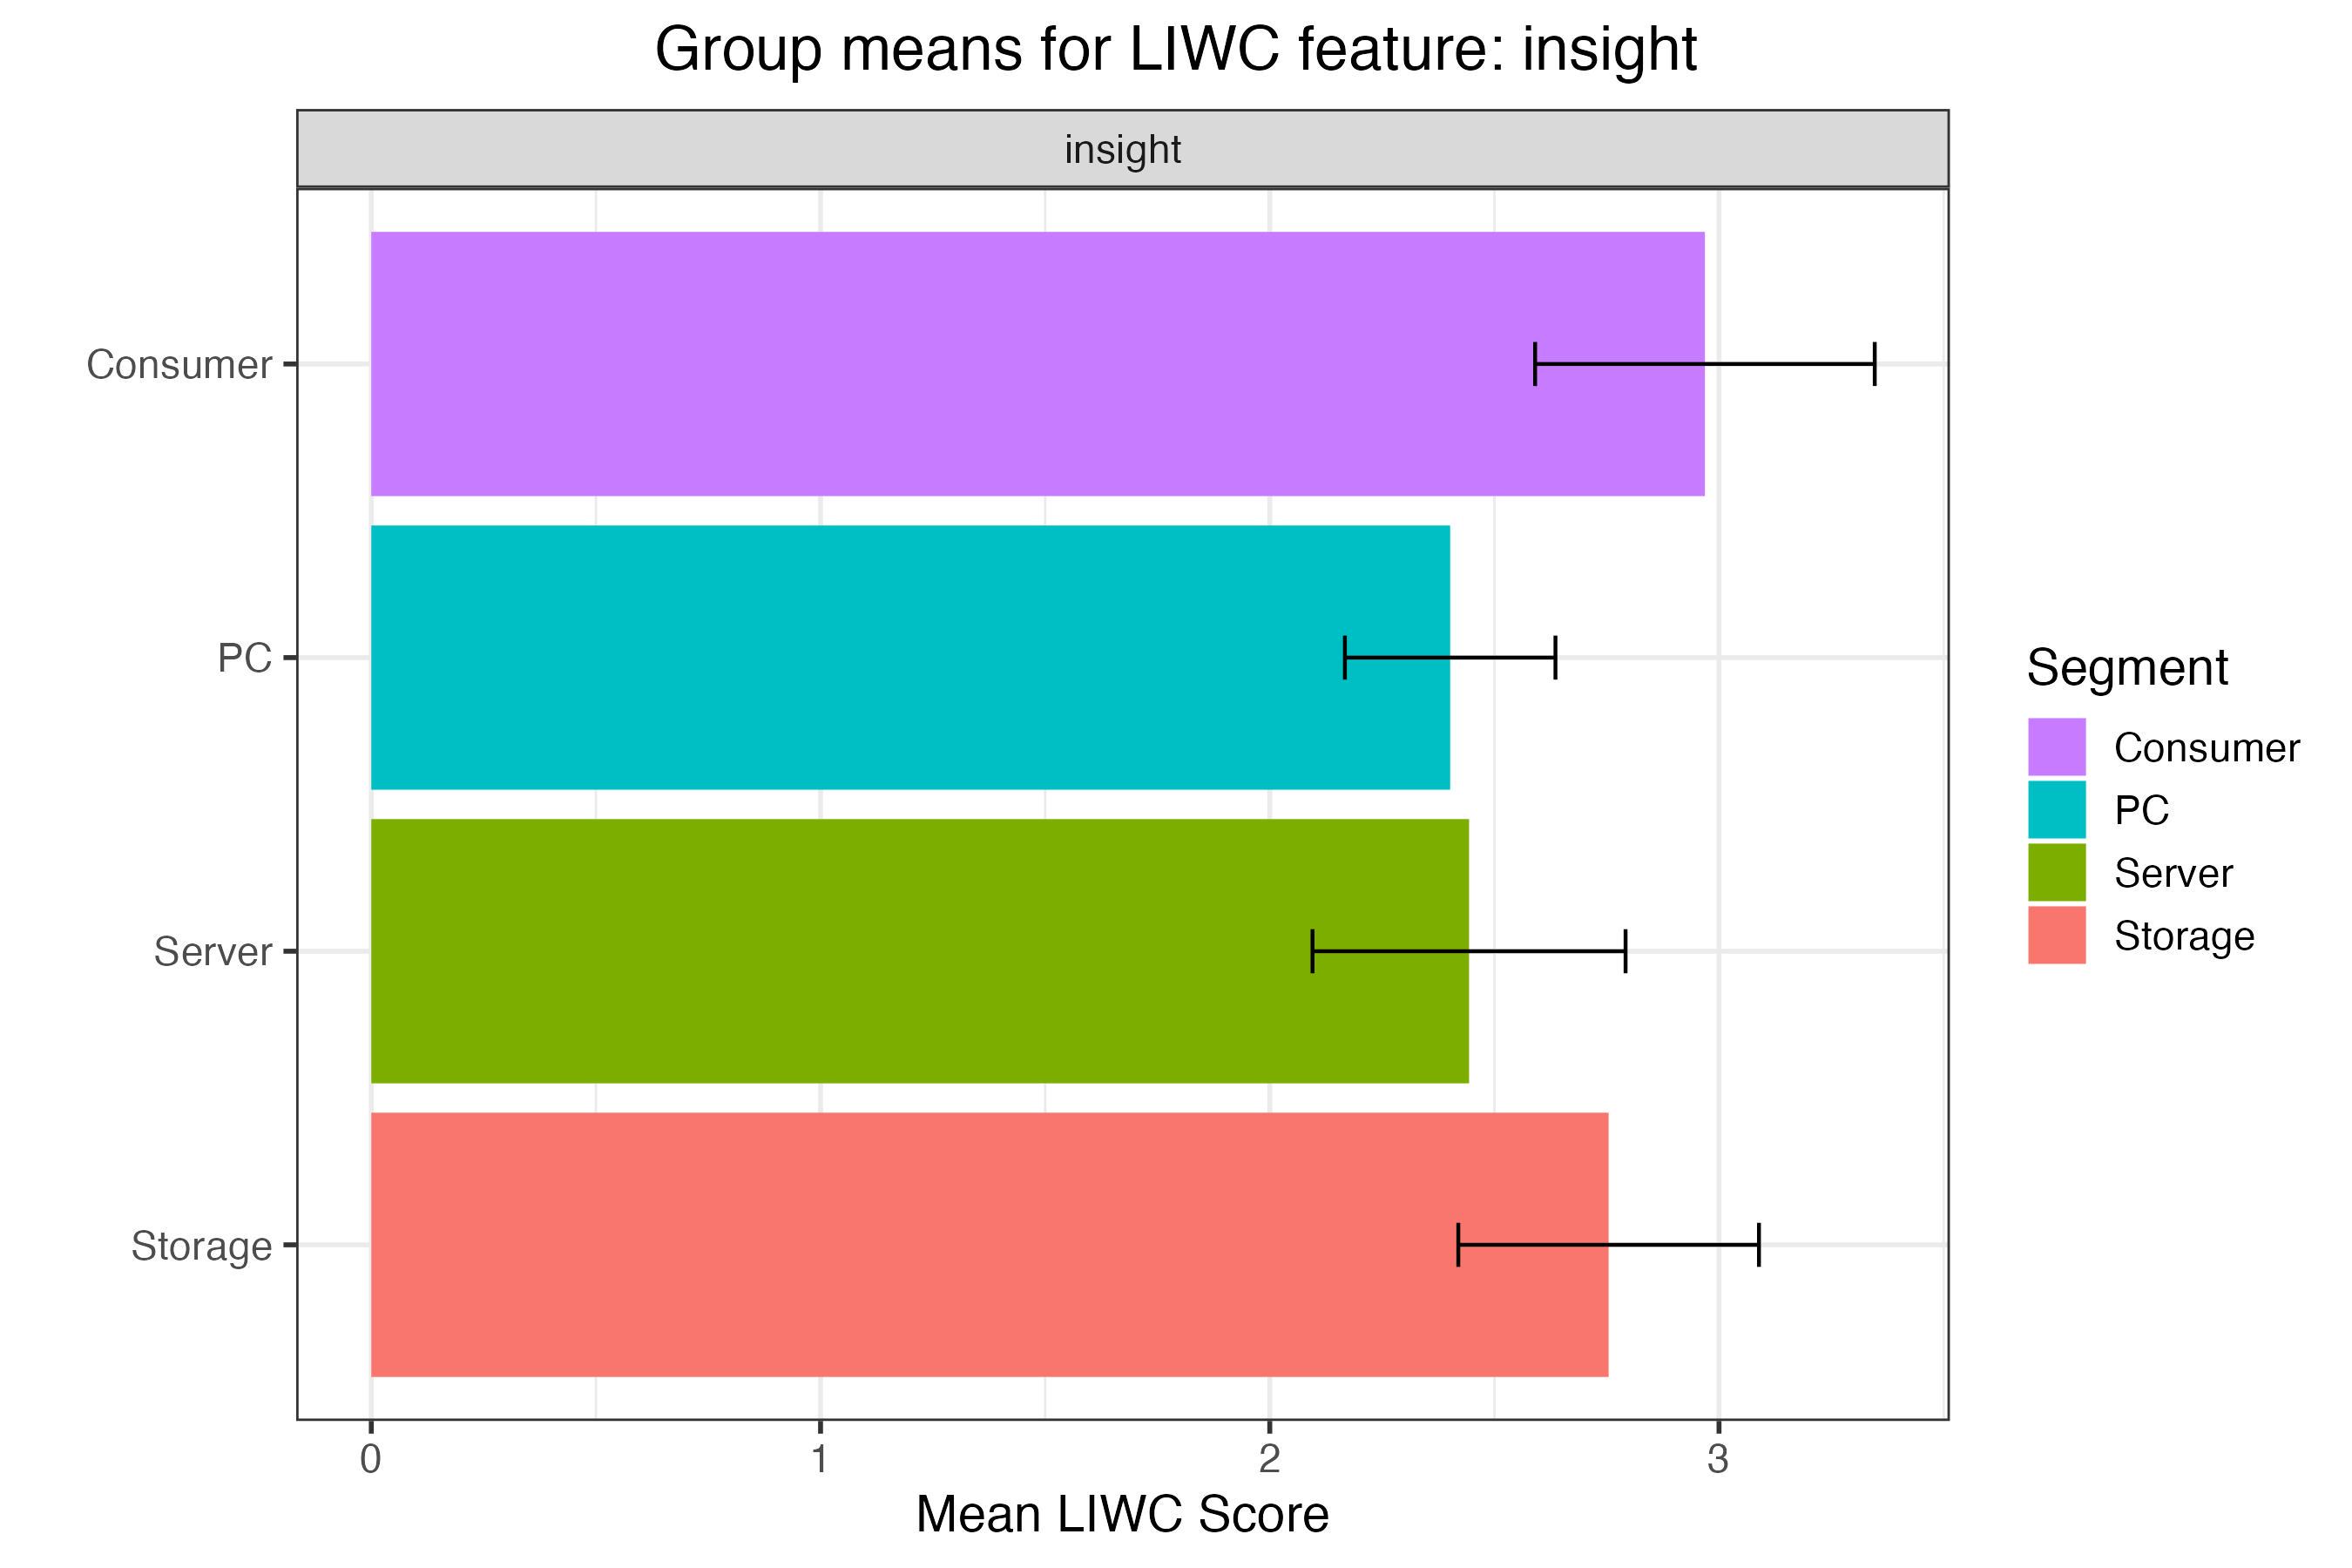 Group means for LIWC feature: insight
insight
Consumer
PC
Server
Storage
0 1 2 3
Mean LIWC Score
Segment
Consumer
PC
Server
Storage